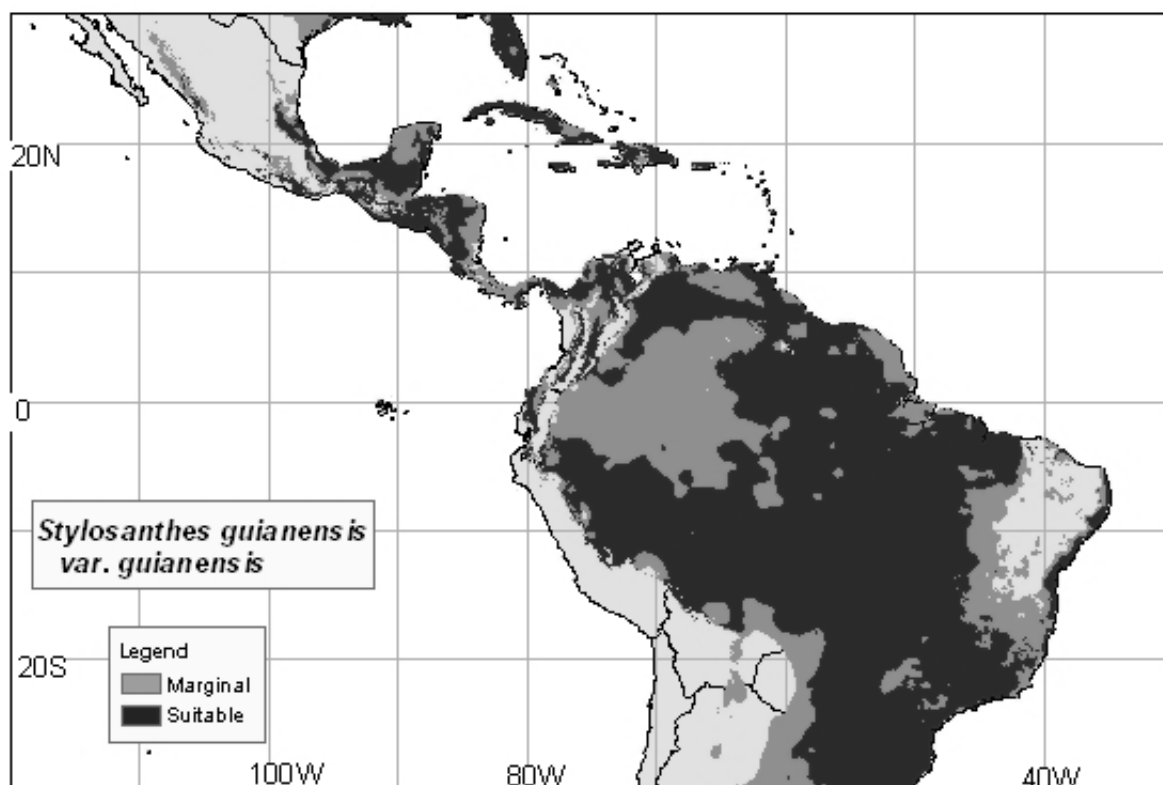 20N
0
Stylosanthes guianensis
var. guianensis
Legend
Marginal
Suitable
20S
100W 80W 40W